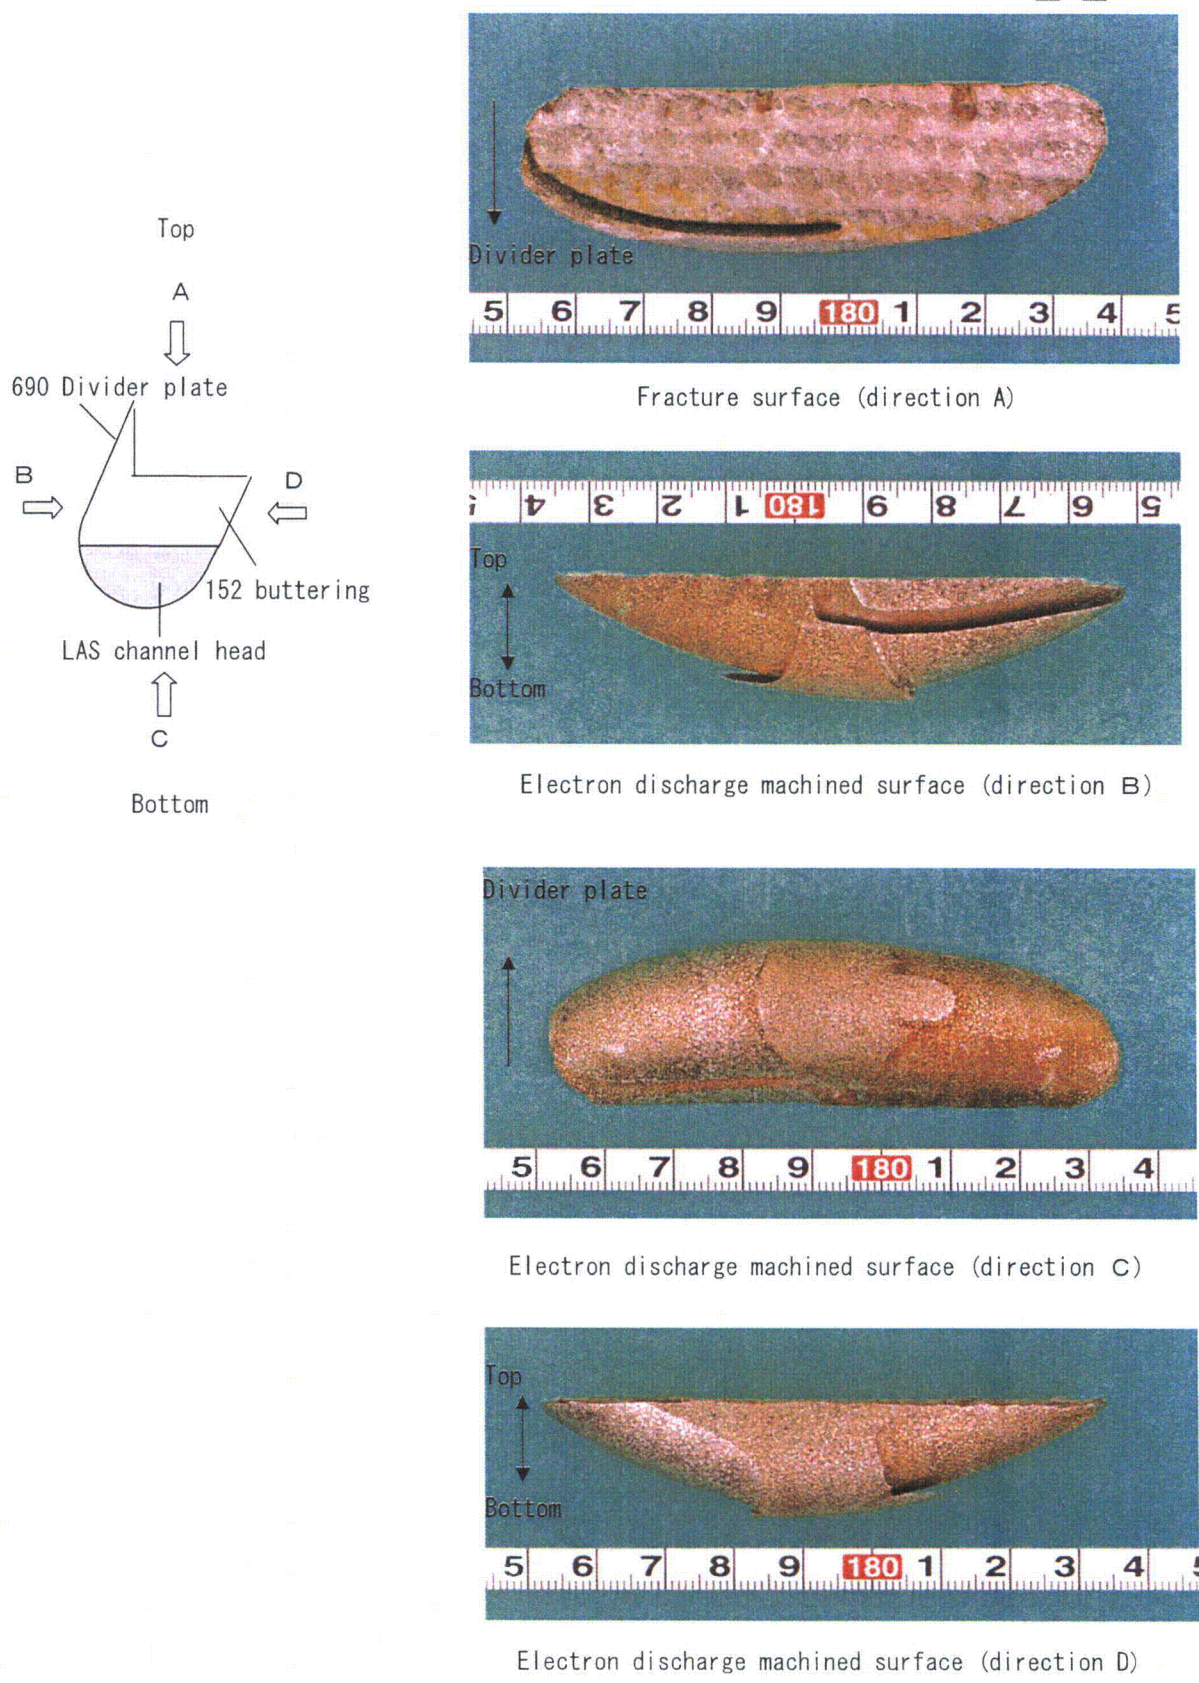 Top
A
690 Divider plate
B
D
152 buttering
LAS channel head
C
Bottom
Divider plate
5 6 7 8 9 180 1 2 3 4 5
Fracture surface (direction A)
4 3 2 1 180 9 8 7 6 5
Top
Bottom
Electron discharge machined surface (direction B)
Divider plate
5 6 7 8 9 180 1 2 3 4
Electron discharge machined surface (direction C)
Top
Bottom
5 6 7 8 9 180 1 2 3 4 5
Electron discharge machined surface (direction D)